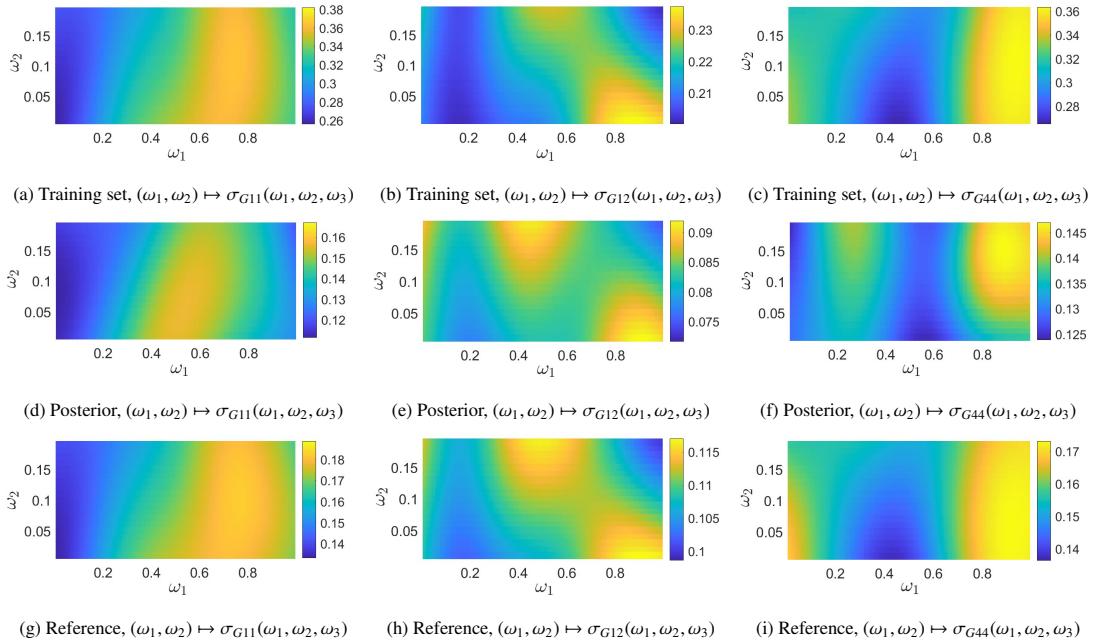 0.15
0.1
0.05
ω2
0.2 0.4 0.6 0.8
ω1
0.38
0.36
0.34
0.32
0.30
0.28
0.26
(a) Training set, (ω1, ω2) ↦ σG11(ω1, ω2, ω3)
0.15
0.1
0.05
ω2
0.2 0.4 0.6 0.8
ω1
0.23
0.22
0.21
(b) Training set, (ω1, ω2) ↦ σG12(ω1, ω2, ω3)
0.15
0.1
0.05
ω2
0.2 0.4 0.6 0.8
ω1
0.36
0.34
0.32
0.3
0.28
(c) Training set, (ω1, ω2) ↦ σG44(ω1, ω2, ω3)
0.15
0.1
0.05
ω2
0.2 0.4 0.6 0.8
ω1
0.16
0.15
0.14
0.13
0.12
(d) Posterior, (ω1, ω2) ↦ σG11(ω1, ω2, ω3)
0.15
0.1
0.05
ω2
0.2 0.4 0.6 0.8
ω1
0.09
0.085
0.08
0.075
(e) Posterior, (ω1, ω2) ↦ σG12(ω1, ω2, ω3)
0.15
0.1
0.05
ω2
0.2 0.4 0.6 0.8
ω1
0.145
0.14
0.135
0.13
0.125
(f) Posterior, (ω1, ω2) ↦ σG44(ω1, ω2, ω3)
0.15
0.1
0.05
ω2
0.2 0.4 0.6 0.8
ω1
0.18
0.17
0.16
0.15
0.14
(g) Reference, (ω1, ω2) ↦ σG11(ω1, ω2, ω3)
0.15
0.1
0.05
ω2
0.2 0.4 0.6 0.8
ω1
0.115
0.11
0.105
0.1
(h) Reference, (ω1, ω2) ↦ σG12(ω1, ω2, ω3)
0.15
0.1
0.05
ω2
0.2 0.4 0.6 0.8
ω1
0.17
0.16
0.15
0.14
(i) Reference, (ω1, ω2) ↦ σG44(ω1, ω2, ω3)